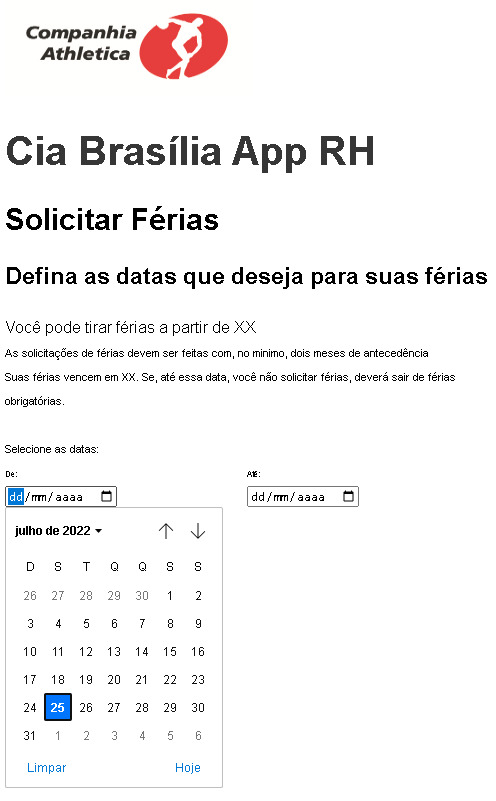 Companhia
Athletica
Cia Brasília App RH
Solicitar Férias
Defina as datas que deseja para suas férias
Você pode tirar férias a partir de XX
As solicitações de férias devem ser feitas com, no minimo, dois meses de antecedência
Suas férias vencem em XX. Se, até essa data, você não solicitar férias, deverá sair de férias
obrigatórias.
Selecione as datas:
De: Até:
dd/mm/aaaa dd/mm/aaaa
julho de 2022
D S T Q Q S S
26 27 28 29 30 1 2
3 4 5 6 7 8 9
10 11 12 13 14 15 16
17 18 19 20 21 22 23
24 25 26 27 28 29 30
31 1 2 3 4 5 6
Limpar Hoje